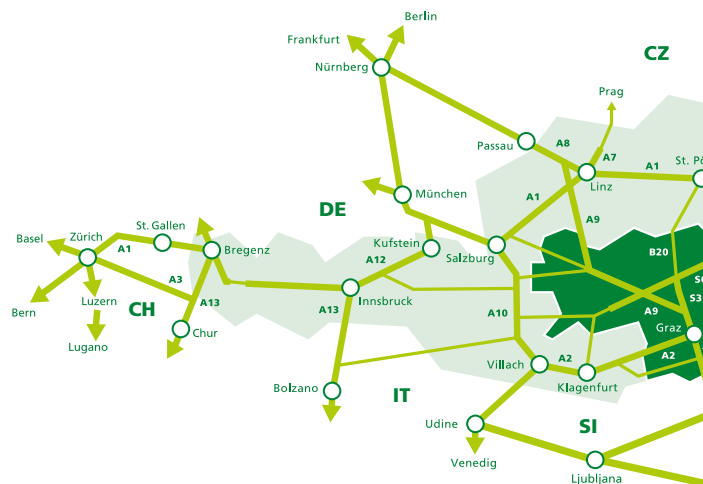 Berlin
Frankfurt
Nürnberg
CZ
Prag
Passau
A8
A7
A1
St. Pö
Linz
München
A1
A9
DE
St. Gallen
Zürich
Basel
A1
Bregenz
Kufstein
Salzburg
B20
A12
A3
A13
Luzern
Innsbruck
A13
Bern
CH
Chur
A10
A9
S6
S3
Graz
Lugano
Villach
A2
A2
Klagenfurt
Bolzano
IT
Udine
SI
Venedig
Ljubljana